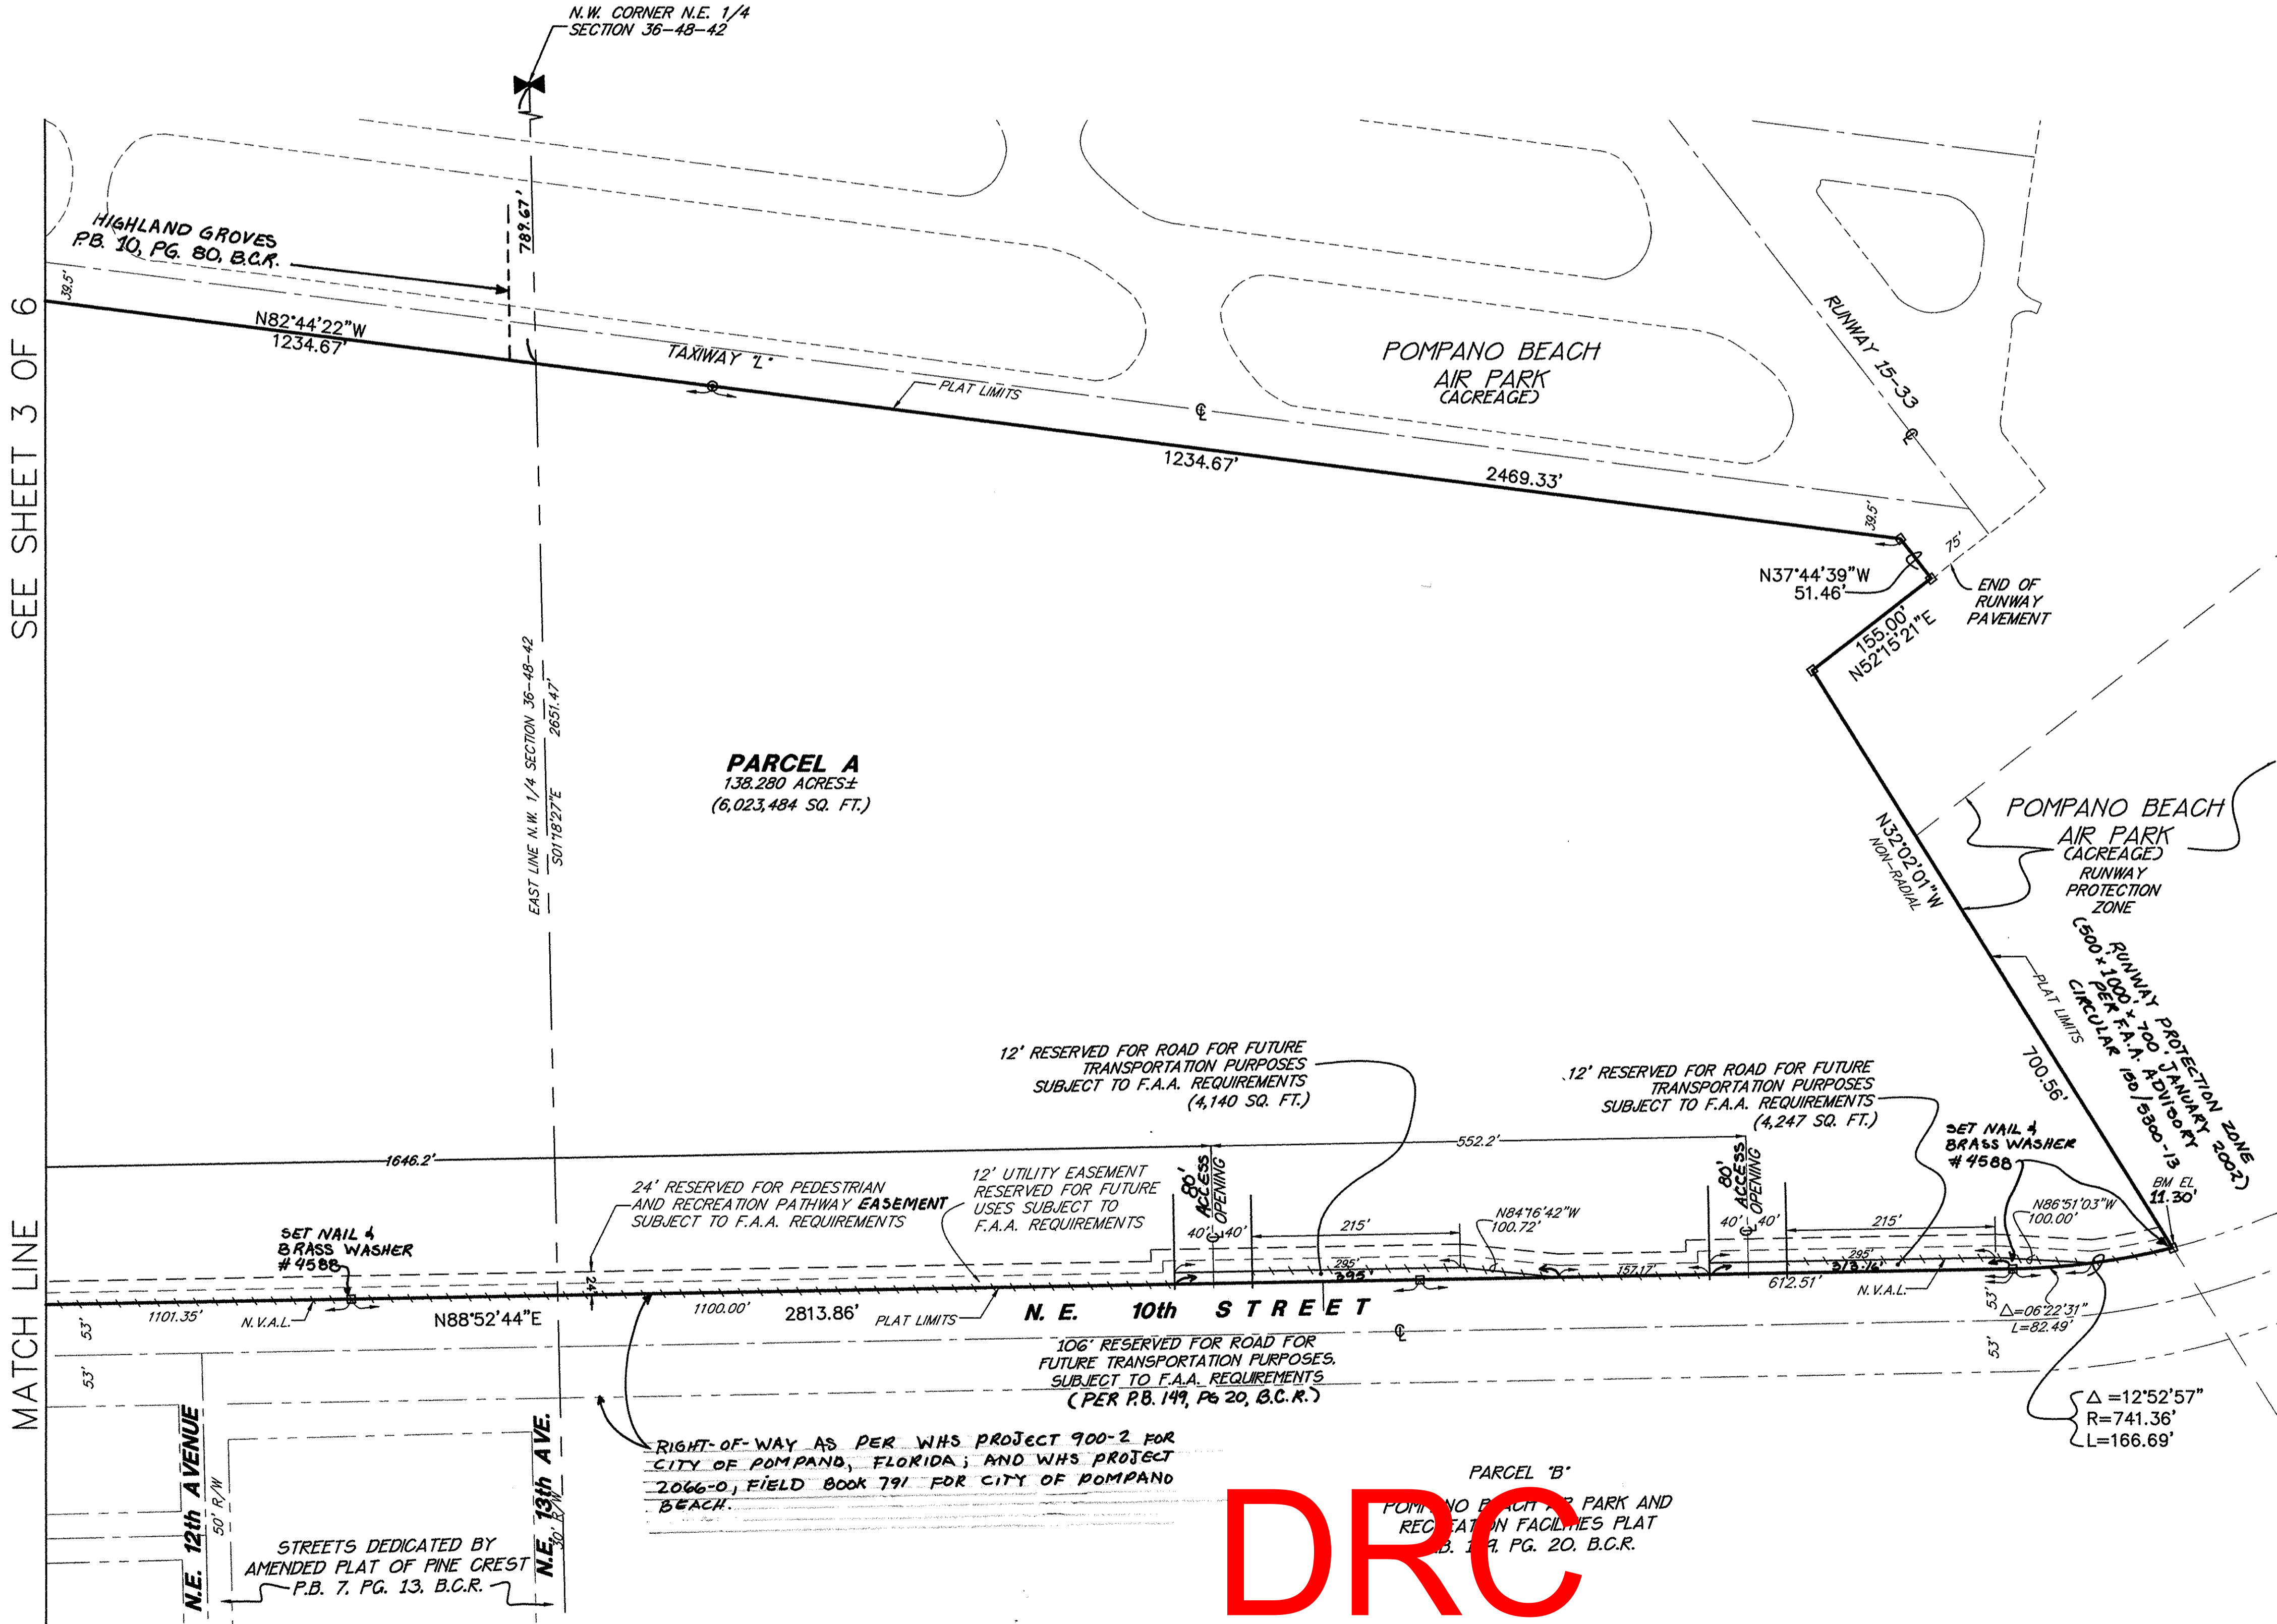 N.W. CORNER N.E. 1/4
SECTION 36-48-42
SEE SHEET 3 OF 6
MATCH LINE
HIGHLAND GROVES
P.B. 10, PG. 80, B.C.R.
789.67'
39.5'
N82°44'22"W
1234.67'
TAXIWAY "L"
PLAT LIMITS
℄
1234.67'
2469.33'
POMPANO BEACH
AIR PARK
(ACREAGE)
RUNWAY 15-33
℄
39.5'
75'
N37°44'39"W
51.46'
END OF
RUNWAY
PAVEMENT
155.00'
N52°15'21"E
EAST LINE N.W. 1/4 SECTION 36-48-42
S01°18'27"E 2651.47'
PARCEL A
138.280 ACRES±
(6,023,484 SQ. FT.)
POMPANO BEACH
AIR PARK
(ACREAGE)
RUNWAY
PROTECTION
ZONE
N32°02'01"W
NON-RADIAL
PLAT LIMITS
700.56'
RUNWAY PROTECTION ZONE
(500'x 1000'x 700' JANUARY 2002)
PER F.A.A. ADVISORY
CIRCULAR 150/5300-13
12' RESERVED FOR ROAD FOR FUTURE
TRANSPORTATION PURPOSES
SUBJECT TO F.A.A. REQUIREMENTS
(4,140 SQ. FT.)
12' RESERVED FOR ROAD FOR FUTURE
TRANSPORTATION PURPOSES
SUBJECT TO F.A.A. REQUIREMENTS
(4,247 SQ. FT.)
SET NAIL &
BRASS WASHER
# 4588
BM EL
11.30'
1646.2'
552.2'
24' RESERVED FOR PEDESTRIAN
AND RECREATION PATHWAY EASEMENT
SUBJECT TO F.A.A. REQUIREMENTS
12' UTILITY EASEMENT
RESERVED FOR FUTURE
USES SUBJECT TO
F.A.A. REQUIREMENTS
80'
ACCESS
OPENING
40' ℄ 40'
215'
N84°16'42"W
100.72'
80'
ACCESS
OPENING
40' ℄ 40'
215'
N86°51'03"W
100.00'
SET NAIL &
BRASS WASHER
# 4588
24'
295'
395'
157.17'
295'
373.16'
612.51'
N.V.A.L.
53'
53'
1101.35'
N.V.A.L.
N88°52'44"E
1100.00'
2813.86'
PLAT LIMITS
N. E. 10th STREET
℄
53'
53'
Δ=06°22'31"
L=82.49'
106' RESERVED FOR ROAD FOR
FUTURE TRANSPORTATION PURPOSES.
SUBJECT TO F.A.A. REQUIREMENTS
(PER P.B. 149, PG 20, B.C.R.)
Δ =12°52'57"
R=741.36'
L=166.69'
RIGHT-OF-WAY AS PER WHS PROJECT 900-2 FOR
CITY OF POMPANO, FLORIDA; AND WHS PROJECT
2066-0, FIELD BOOK 791 FOR CITY OF POMPANO
BEACH.
N.E. 12th AVENUE
50' R/W
N.E. 13th AVE.
30' R/W
STREETS DEDICATED BY
AMENDED PLAT OF PINE CREST
P.B. 7, PG. 13, B.C.R.
PARCEL "B"
POMPANO BEACH AIR PARK AND
RECREATION FACILITIES PLAT
PG. 20. B.C.R.
DRC